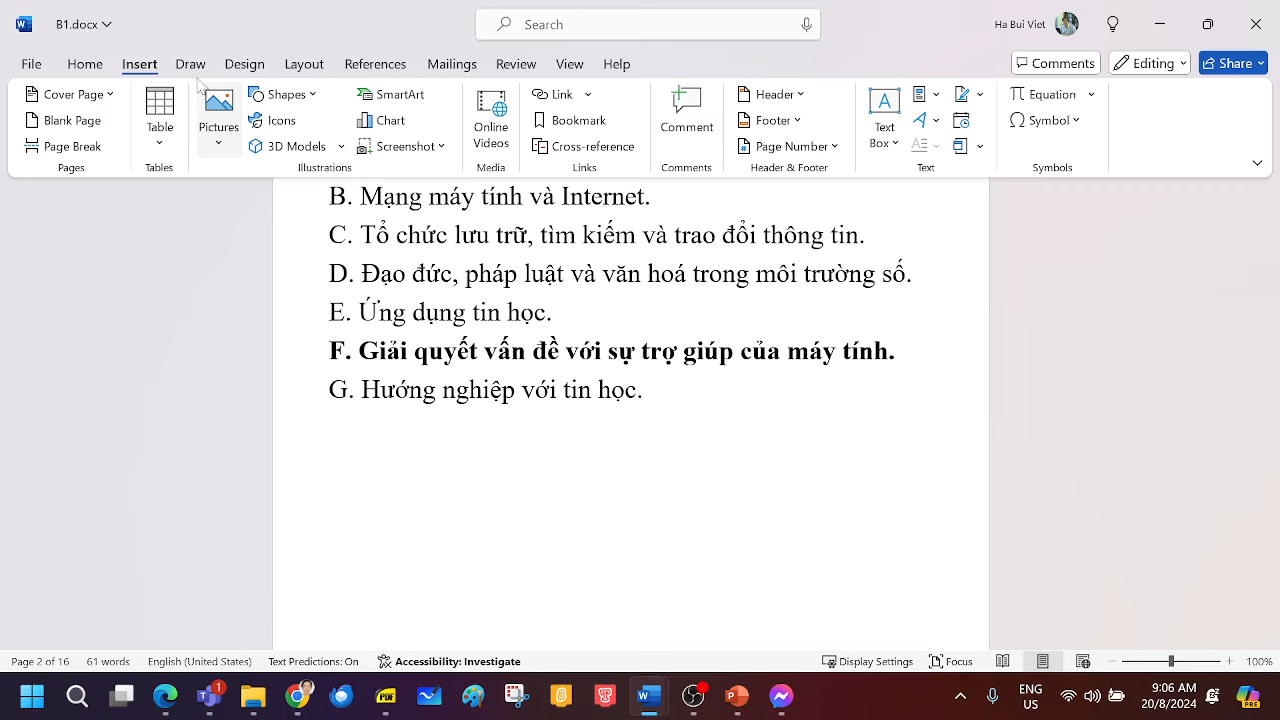 B1.docx
Search
Ha Bui Viet
File Home Insert Draw Design Layout References Mailings Review View Help
Comments Editing Share
Cover Page
Blank Page
Page Break
Pages
Table
Tables
Pictures
Shapes
Icons
3D Models
SmartArt
Chart
Screenshot
Illustrations
Online
Videos
Media
Link
Bookmark
Cross-reference
Links
Comment
Comments
Header
Footer
Page Number
Header & Footer
A
Text
Box
Text
Equation
Symbol
Symbols
B. Mạng máy tính và Internet.
C. Tổ chức lưu trữ, tìm kiếm và trao đổi thông tin.
D. Đạo đức, pháp luật và văn hoá trong môi trường số.
E. Ứng dụng tin học.
F. Giải quyết vấn đề với sự trợ giúp của máy tính.
G. Hướng nghiệp với tin học.
Page 2 of 16 61 words English (United States) Text Predictions: On Accessibility: Investigate Display Settings Focus 100%
1
PDF
W
P
ENG
US
9:06 AM
20/8/2024
PRE